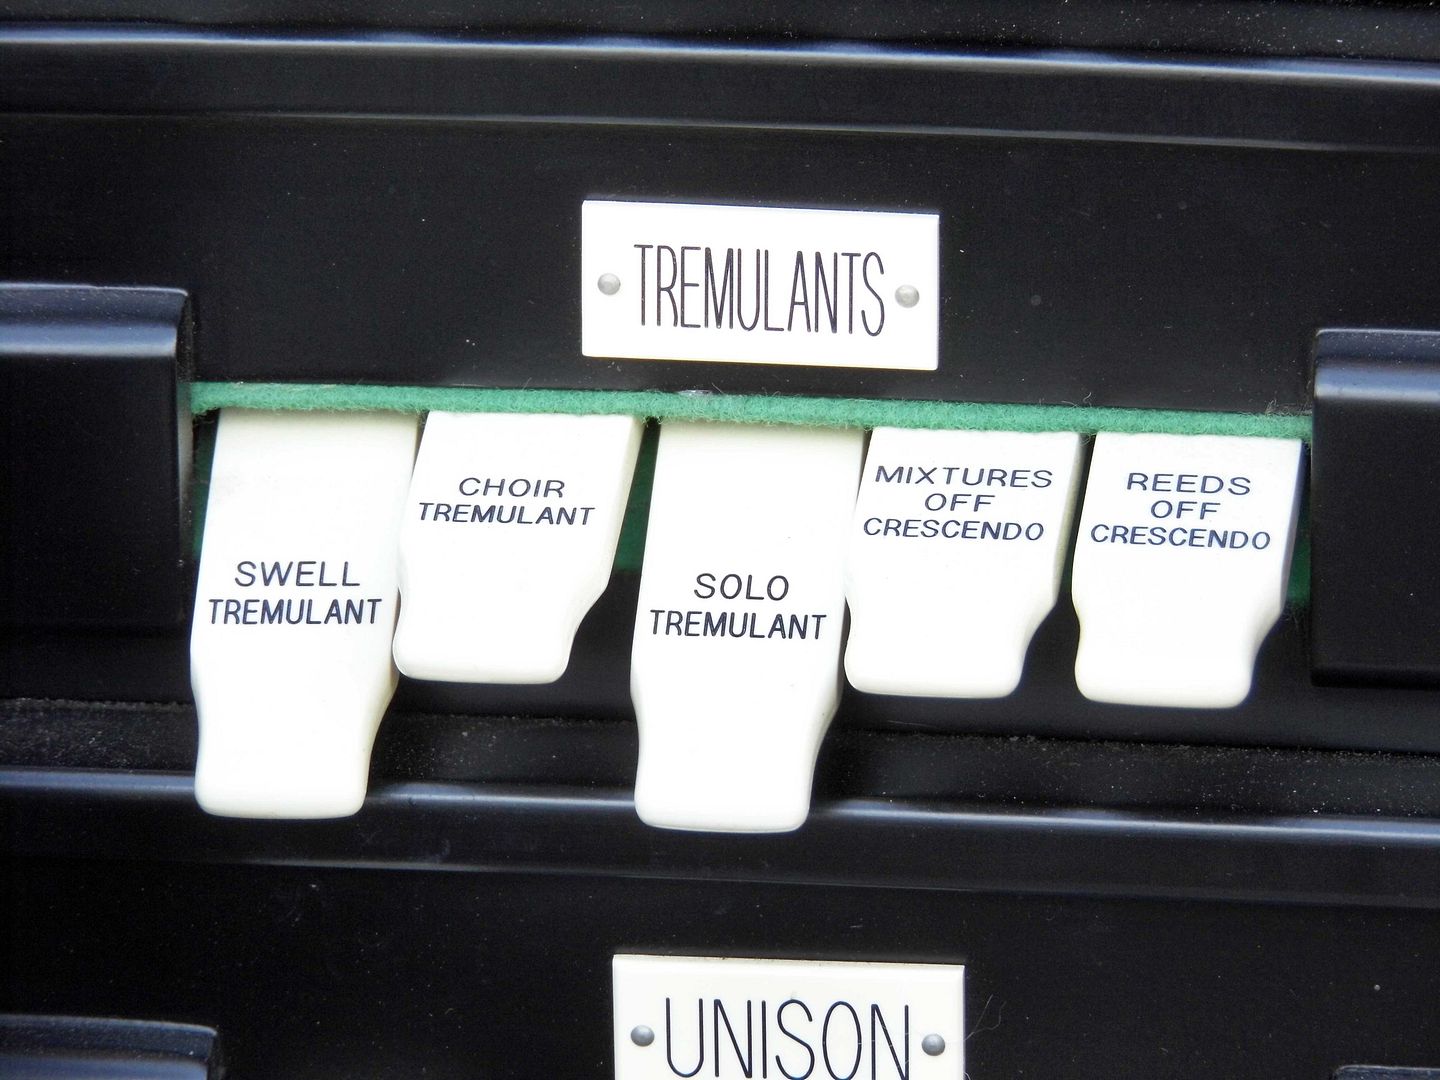 TREMULANTS
SWELL
TREMULANT
CHOIR
TREMULANT
SOLO
TREMULANT
MIXTURES
OFF
CRESCENDO
REEDS
OFF
CRESCENDO
UNISON